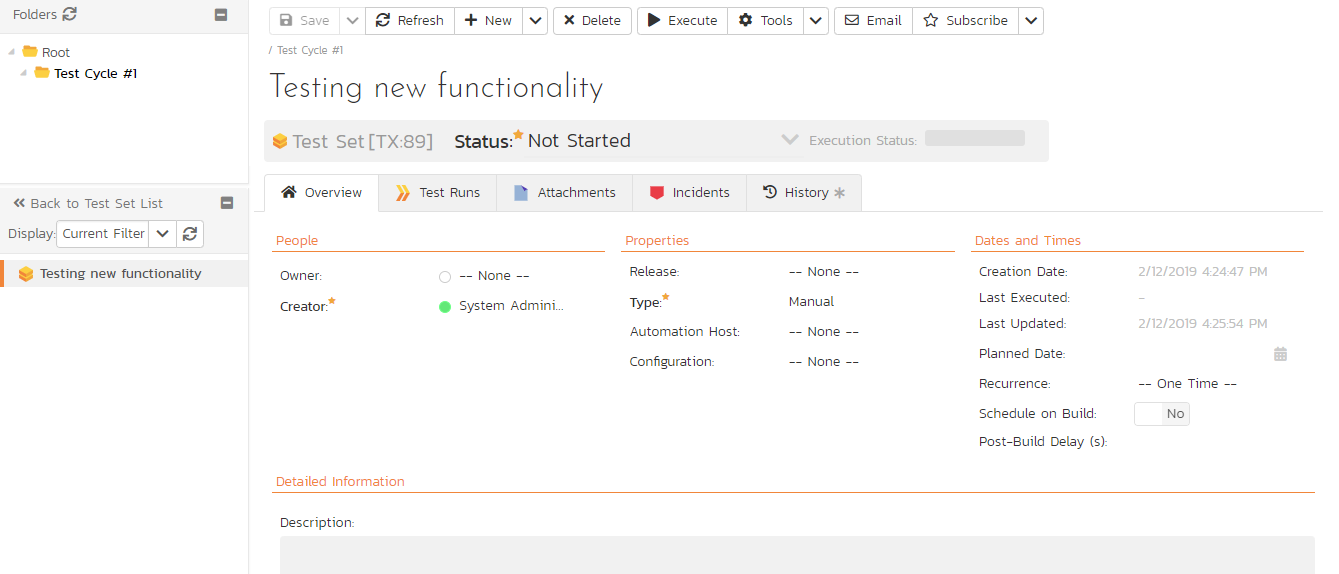 Folders
Root
Test Cycle #1
Back to Test Set List
Display: Current Filter
Testing new functionality
Save Refresh New Delete Execute Tools Email Subscribe
/ Test Cycle #1
Testing new functionality
Test Set [TX:89] Status: Not Started Execution Status:
Overview Test Runs Attachments Incidents History
People
Owner: -- None --
Creator: System Admini...
Properties
Release: -- None --
Type: Manual
Automation Host: -- None --
Configuration: -- None --
Dates and Times
Creation Date: 2/12/2019 4:24:47 PM
Last Executed: -
Last Updated: 2/12/2019 4:25:54 PM
Planned Date:
Recurrence: -- One Time --
Schedule on Build: No
Post-Build Delay (s):
Detailed Information
Description: